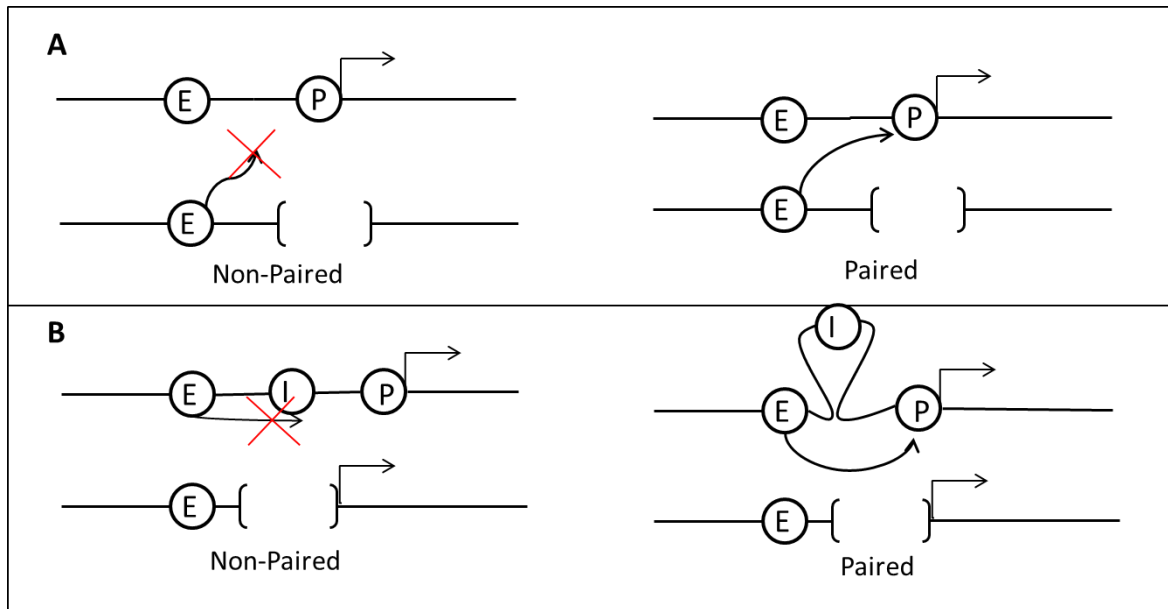 A
E P
E P
E
E
Non-Paired
Paired
B
I
E I P
E P
E
E
Non-Paired
Paired